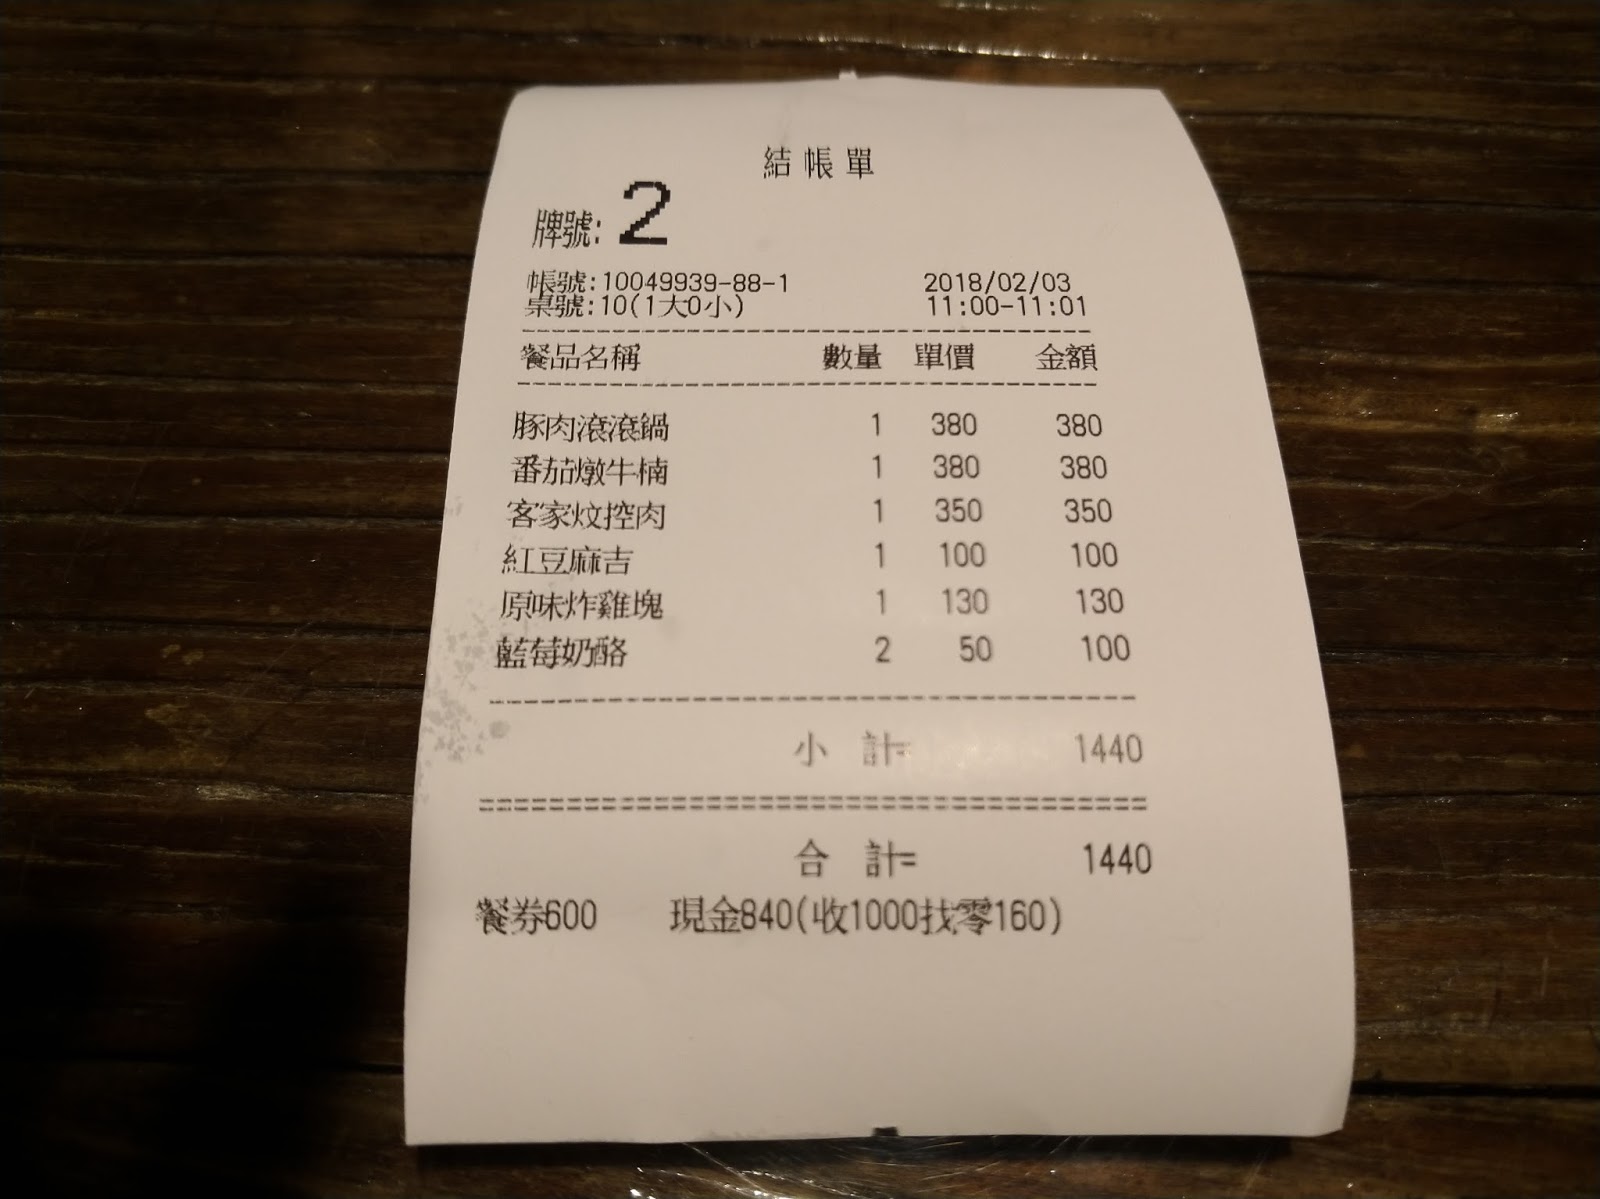 結帳單
牌號: 2
帳號:10049939-88-1 2018/02/03
桌號:10(1大0小) 11:00-11:01
餐品名稱 數量 單價 金額
豚肉滾滾鍋 1 380 380
番茄燉牛楠 1 380 380
客家炆控肉 1 350 350
紅豆麻吉 1 100 100
原味炸雞塊 1 130 130
藍莓奶酪 2 50 100
小 計= 1440
合 計= 1440
餐券600 現金840(收1000找零160)